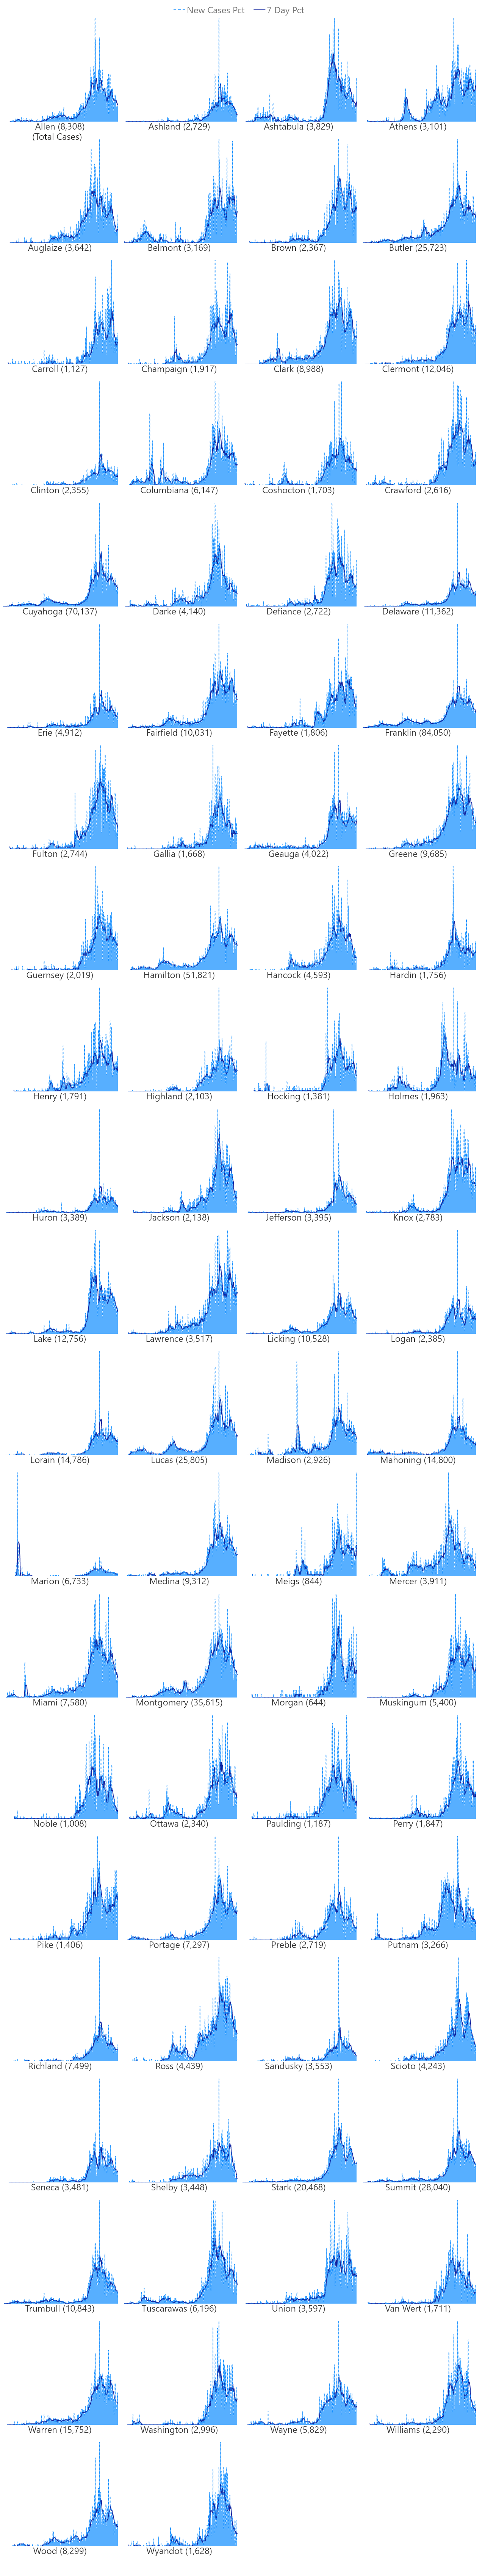 New Cases Pct 7 Day Pct
Allen (8,308) Ashland (2,729) Ashtabula (3,829) Athens (3,101)
(Total Cases)
Auglaize (3,642) Belmont (3,169) Brown (2,367) Butler (25,723)
Carroll (1,127) Champaign (1,917) Clark (8,988) Clermont (12,046)
Clinton (2,355) Columbiana (6,147) Coshocton (1,703) Crawford (2,616)
Cuyahoga (70,137) Darke (4,140) Defiance (2,722) Delaware (11,362)
Erie (4,912) Fairfield (10,031) Fayette (1,806) Franklin (84,050)
Fulton (2,744) Gallia (1,668) Geauga (4,022) Greene (9,685)
Guernsey (2,019) Hamilton (51,821) Hancock (4,593) Hardin (1,756)
Henry (1,791) Highland (2,103) Hocking (1,381) Holmes (1,963)
Huron (3,389) Jackson (2,138) Jefferson (3,395) Knox (2,783)
Lake (12,756) Lawrence (3,517) Licking (10,528) Logan (2,385)
Lorain (14,786) Lucas (25,805) Madison (2,926) Mahoning (14,800)
Marion (6,733) Medina (9,312) Meigs (844) Mercer (3,911)
Miami (7,580) Montgomery (35,615) Morgan (644) Muskingum (5,400)
Noble (1,008) Ottawa (2,340) Paulding (1,187) Perry (1,847)
Pike (1,406) Portage (7,297) Preble (2,719) Putnam (3,266)
Richland (7,499) Ross (4,439) Sandusky (3,553) Scioto (4,243)
Seneca (3,481) Shelby (3,448) Stark (20,468) Summit (28,040)
Trumbull (10,843) Tuscarawas (6,196) Union (3,597) Van Wert (1,711)
Warren (15,752) Washington (2,996) Wayne (5,829) Williams (2,290)
Wood (8,299) Wyandot (1,628)